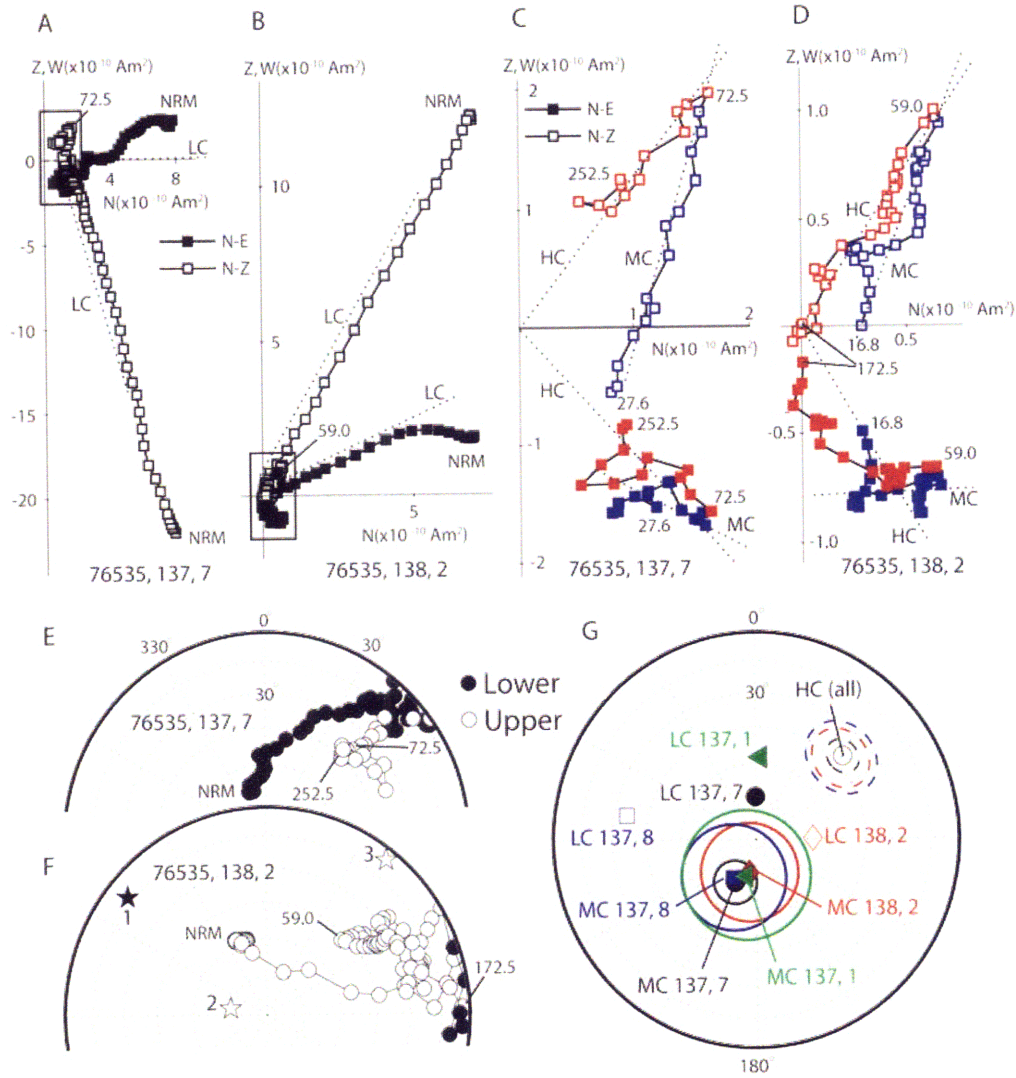 A
Z, W(x10⁻¹⁰ Am²)
72.5
NRM
LC
0
4
8
N(x10⁻¹⁰ Am²)
N-E
N-Z
-5
LC
-10
-15
-20
NRM
76535, 137, 7
B
Z, W(x10⁻¹⁰ Am²)
NRM
10
LC
5
LC
59.0
NRM
5
N(x10⁻¹⁰ Am²)
76535, 138, 2
C
Z, W(x10⁻¹⁰ Am²)
2
72.5
N-E
N-Z
252.5
1
HC
MC
1
2
N(x10⁻¹⁰ Am²)
HC
27.6
252.5
-1
27.6
72.5
MC
-2
76535, 137, 7
D
Z, W(x10⁻¹⁰ Am²)
1.0
59.0
HC
0.5
MC
N(x10⁻¹⁰ Am²)
16.8
0.5
172.5
16.8
-0.5
59.0
MC
HC
-1.0
76535, 138, 2
E
0
330
30
30
76535, 137, 7
72.5
NRM
252.5
Lower
Upper
F
76535, 138, 2
3
1
59.0
NRM
172.5
2
G
0
30
HC (all)
LC 137, 1
LC 137, 7
LC 137, 8
LC 138, 2
MC 137, 8
MC 138, 2
MC 137, 7
MC 137, 1
180°